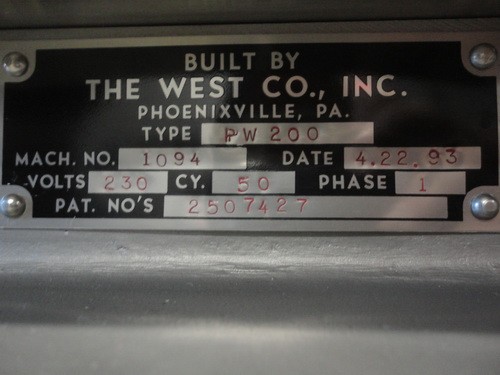 BUILT BY
THE WEST CO., INC.
PHOENIXVILLE, PA.
TYPE PW 200
MACH. NO. 1094 DATE 4.22.93
VOLTS 230 CY. 50 PHASE 1
PAT. NO'S 2507427